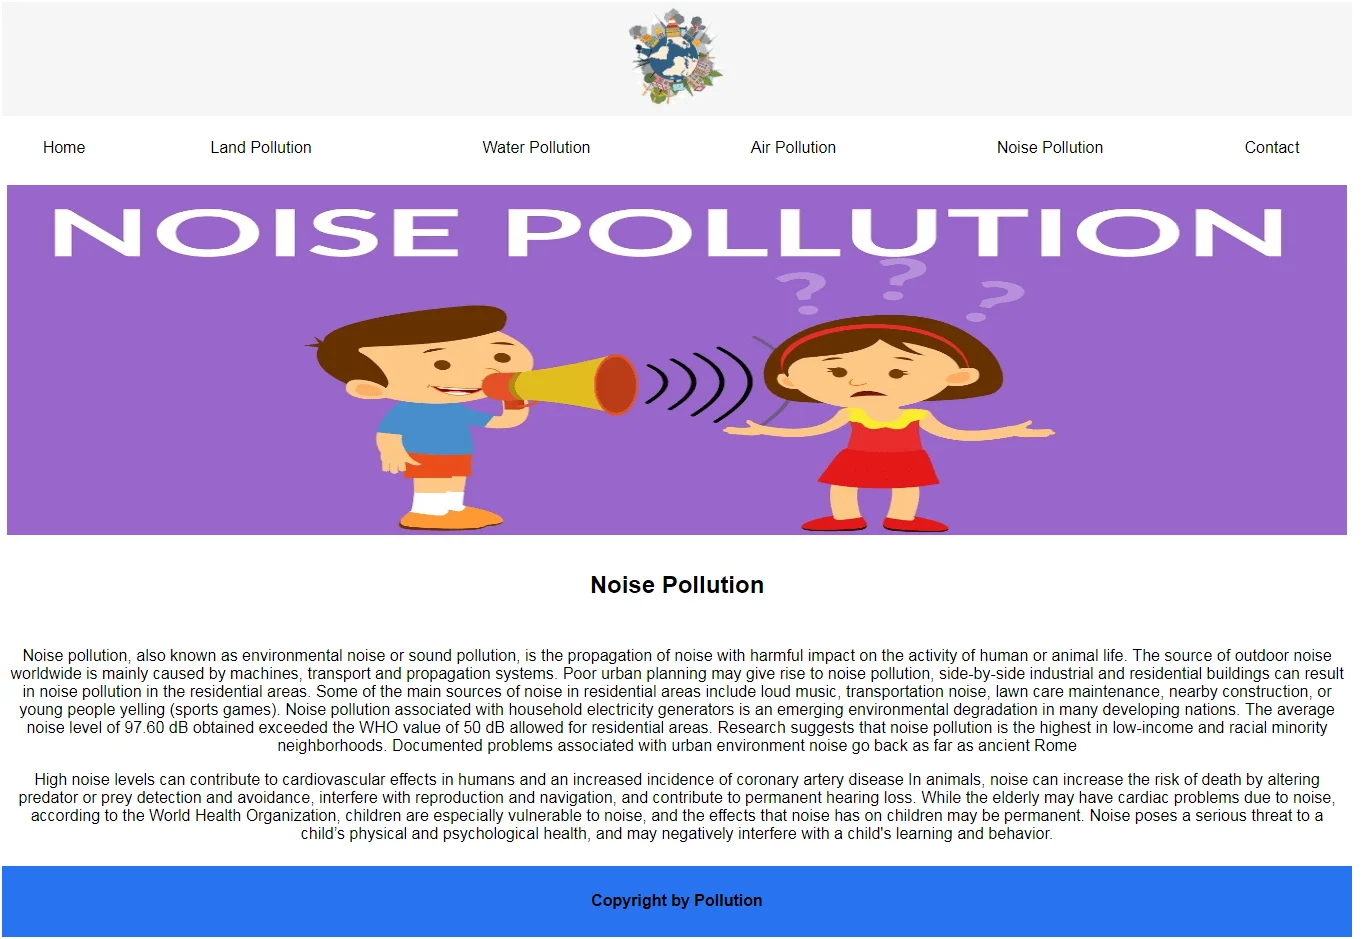 Home Land Pollution Water Pollution Air Pollution Noise Pollution Contact
NOISE POLLUTION
? ? ?
Noise Pollution
Noise pollution, also known as environmental noise or sound pollution, is the propagation of noise with harmful impact on the activity of human or animal life. The source of outdoor noise
worldwide is mainly caused by machines, transport and propagation systems. Poor urban planning may give rise to noise pollution, side-by-side industrial and residential buildings can result
in noise pollution in the residential areas. Some of the main sources of noise in residential areas include loud music, transportation noise, lawn care maintenance, nearby construction, or
young people yelling (sports games). Noise pollution associated with household electricity generators is an emerging environmental degradation in many developing nations. The average
noise level of 97.60 dB obtained exceeded the WHO value of 50 dB allowed for residential areas. Research suggests that noise pollution is the highest in low-income and racial minority
neighborhoods. Documented problems associated with urban environment noise go back as far as ancient Rome
High noise levels can contribute to cardiovascular effects in humans and an increased incidence of coronary artery disease In animals, noise can increase the risk of death by altering
predator or prey detection and avoidance, interfere with reproduction and navigation, and contribute to permanent hearing loss. While the elderly may have cardiac problems due to noise,
according to the World Health Organization, children are especially vulnerable to noise, and the effects that noise has on children may be permanent. Noise poses a serious threat to a
child’s physical and psychological health, and may negatively interfere with a child's learning and behavior.
Copyright by Pollution